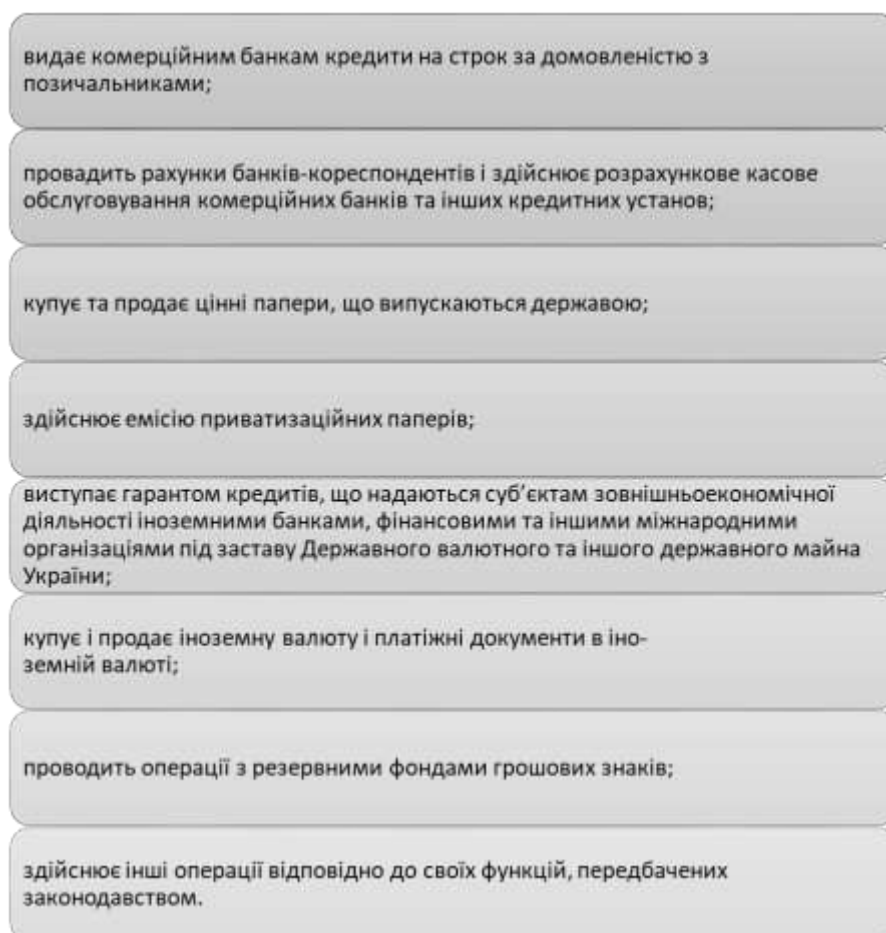 видає комерційним банкам кредити на строк за домовленістю з
позичальниками;
провадить рахунки банків-кореспондентів і здійснює розрахункове касове
обслуговування комерційних банків та інших кредитних установ;
купує та продає цінні папери, що випускаються державою;
здійснює емісію приватизаційних паперів;
виступає гарантом кредитів, що надаються суб’єктам зовнішньоекономічної
діяльності іноземними банками, фінансовими та іншими міжнародними
організаціями під заставу Державного валютного та іншого державного майна
України;
купує і продає іноземну валюту і платіжні документи в іно-
земній валюті;
проводить операції з резервними фондами грошових знаків;
здійснює інші операції відповідно до своїх функцій, передбачених
законодавством.